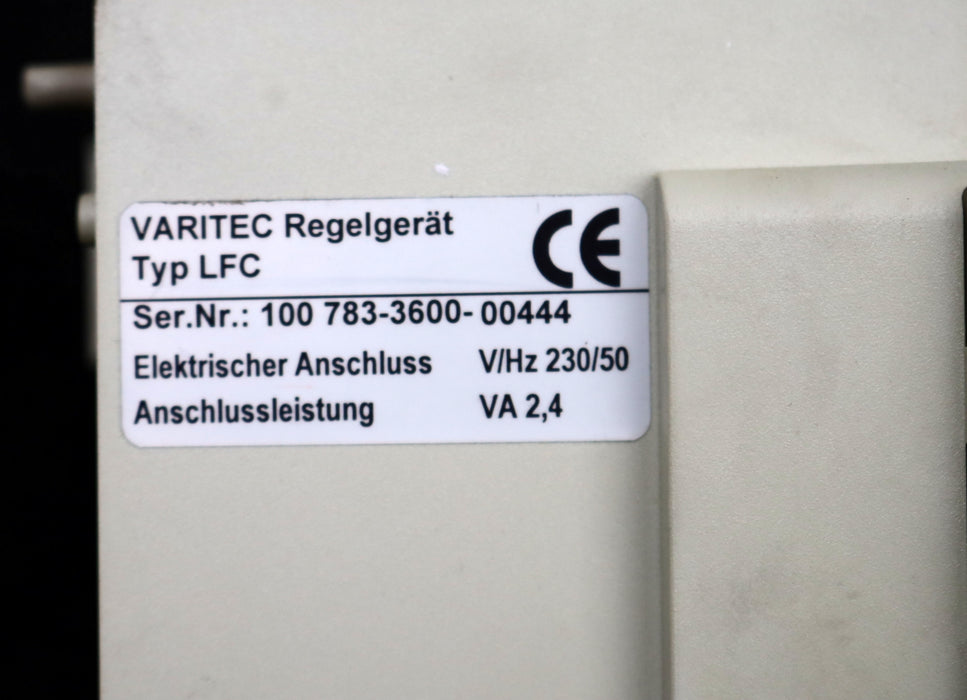 VARITEC Regelgerät
Typ LFC
CE
Ser.Nr.: 100 783-3600- 00444
Elektrischer Anschluss V/Hz 230/50
Anschlussleistung VA 2,4